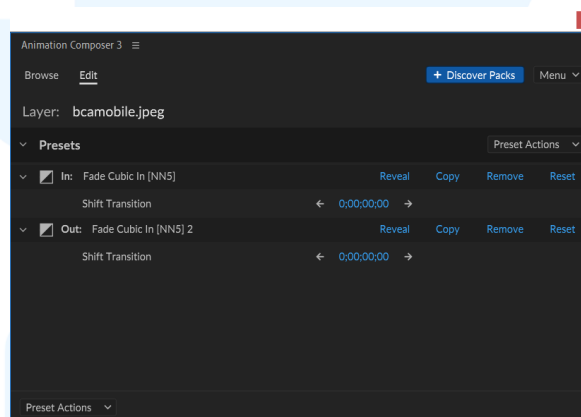 Animation Composer 3
Browse Edit + Discover Packs Menu
Layer: bcamobile.jpeg
Presets Preset Actions
In: Fade Cubic In [NN5] Reveal Copy Remove Reset
Shift Transition 0;00;00;00
Out: Fade Cubic In [NN5] 2 Reveal Copy Remove Reset
Shift Transition 0;00;00;00
Preset Actions